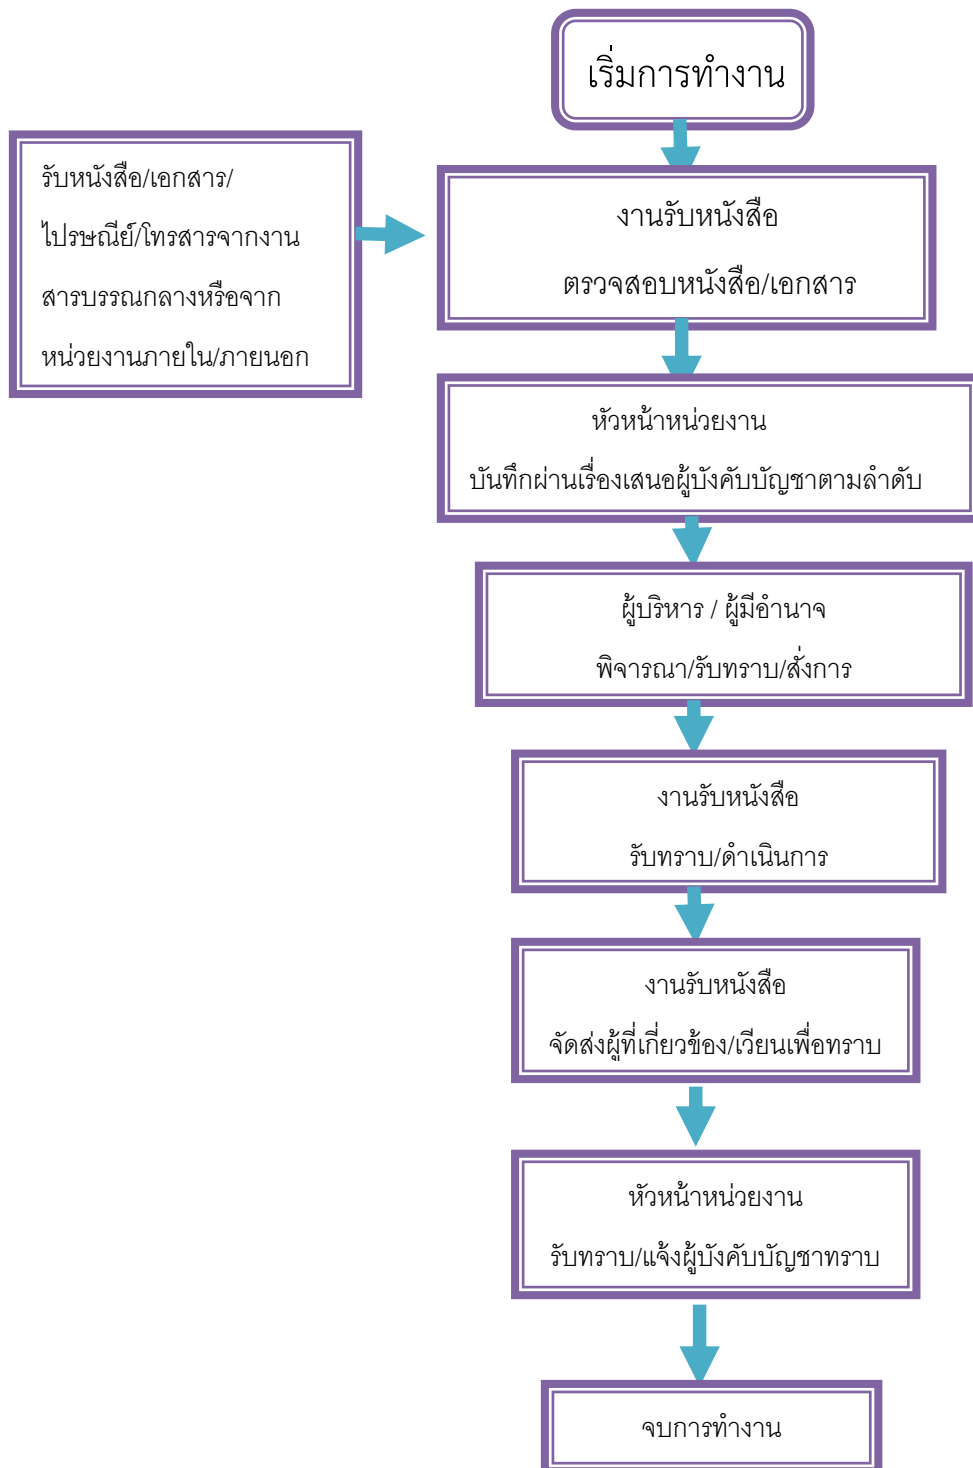 เริ่มการทำงาน
รับหนังสือ/เอกสาร/
ไปรษณีย์/โทรสารจากงาน
สารบรรณกลางหรือจาก
หน่วยงานภายใน/ภายนอก
งานรับหนังสือ
ตรวจสอบหนังสือ/เอกสาร
หัวหน้าหน่วยงาน
บันทึกผ่านเรื่องเสนอผู้บังคับบัญชาตามลำดับ
ผู้บริหาร / ผู้มีอำนาจ
พิจารณา/รับทราบ/สั่งการ
งานรับหนังสือ
รับทราบ/ดำเนินการ
งานรับหนังสือ
จัดส่งผู้ที่เกี่ยวข้อง/เวียนเพื่อทราบ
หัวหน้าหน่วยงาน
รับทราบ/แจ้งผู้บังคับบัญชาทราบ
จบการทำงาน